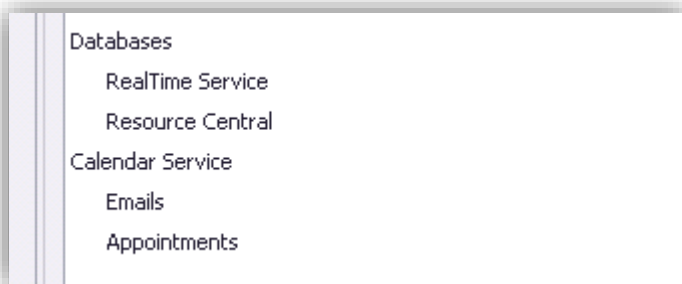 Databases
RealTime Service
Resource Central
Calendar Service
Emails
Appointments